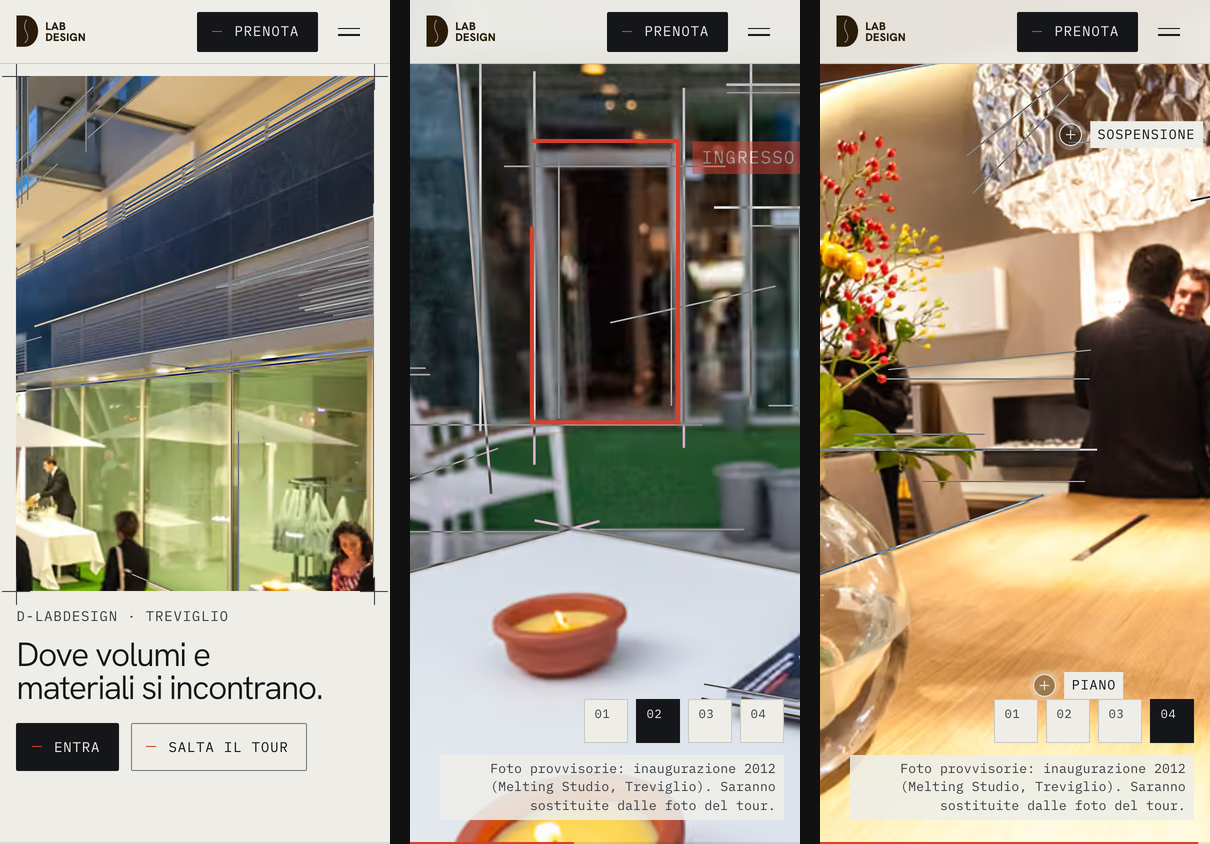 LAB
DESIGN
PRENOTA
D-LABDESIGN · TREVIGLIO
Dove volumi e
materiali si incontrano.
ENTRA
SALTA IL TOUR
LAB
DESIGN
PRENOTA
INGRESSO
01 02 03 04
Foto provvisorie: inaugurazione 2012
(Melting Studio, Treviglio). Saranno
sostituite dalle foto del tour.
LAB
DESIGN
PRENOTA
SOSPENSIONE
PIANO
01 02 03 04
Foto provvisorie: inaugurazione 2012
(Melting Studio, Treviglio). Saranno
sostituite dalle foto del tour.